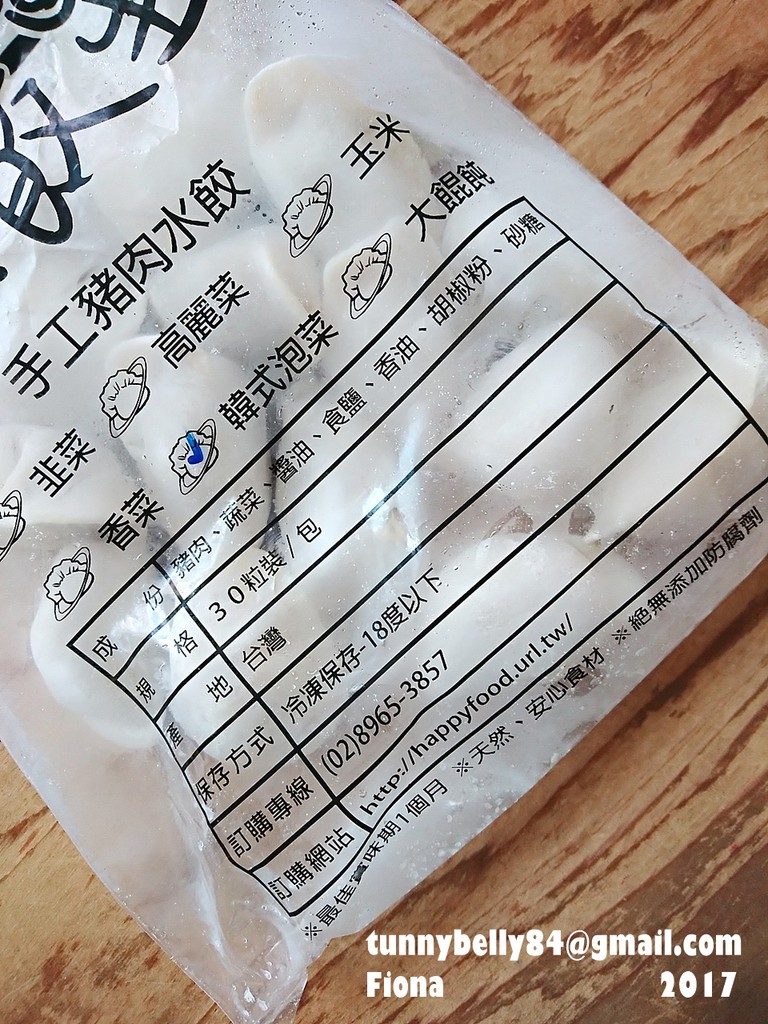 手工豬肉水餃
韭菜 高麗菜 玉米
香菜 韓式泡菜 大餛飩
成份 豬肉、蔬菜、醬油、食鹽、香油、胡椒粉、砂糖
規格 30粒裝/包
產地 台灣
保存方式 冷凍保存-18度以下
訂購專線 (02)8965-3857
訂購網站 http://happyfood.url.tw/
※最佳賞味期1個月 ※天然、安心食材 ※絕無添加防腐劑
tunnybelly84@gmail.com
Fiona 2017